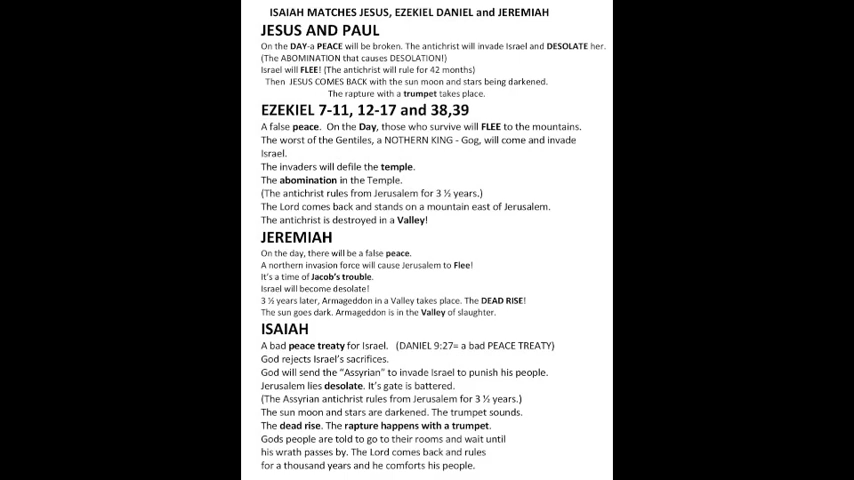 ISAIAH MATCHES JESUS, EZEKIEL DANIEL and JEREMIAH
JESUS AND PAUL
On the DAY-a PEACE will be broken. The antichrist will invade Israel and DESOLATE her.
(The ABOMINATION that causes DESOLATION!)
Israel will FLEE! (The antichrist will rule for 42 months)
Then JESUS COMES BACK with the sun moon and stars being darkened.
The rapture with a trumpet takes place.
EZEKIEL 7-11, 12-17 and 38,39
A false peace. On the Day, those who survive will FLEE to the mountains.
The worst of the Gentiles, a NOTHERN KING - Gog, will come and invade
Israel.
The invaders will defile the temple.
The abomination in the Temple.
(The antichrist rules from Jerusalem for 3 ½ years.)
The Lord comes back and stands on a mountain east of Jerusalem.
The antichrist is destroyed in a Valley!
JEREMIAH
On the day, there will be a false peace.
A northern invasion force will cause Jerusalem to Flee!
It's a time of Jacob's trouble.
Israel will become desolate!
3 ½ years later, Armageddon in a Valley takes place. The DEAD RISE!
The sun goes dark. Armageddon is in the Valley of slaughter.
ISAIAH
A bad peace treaty for Israel. (DANIEL 9:27= a bad PEACE TREATY)
God rejects Israel's sacrifices.
God will send the “Assyrian” to invade Israel to punish his people.
Jerusalem lies desolate. It's gate is battered.
(The Assyrian antichrist rules from Jerusalem for 3 ½ years.)
The sun moon and stars are darkened. The trumpet sounds.
The dead rise. The rapture happens with a trumpet.
Gods people are told to go to their rooms and wait until
his wrath passes by. The Lord comes back and rules
for a thousand years and he comforts his people.